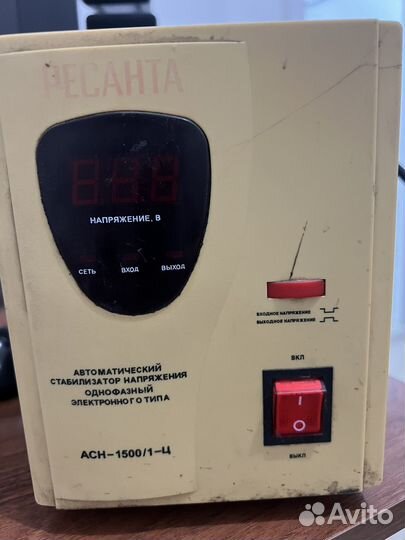 РЕСАНТА
888
НАПРЯЖЕНИЕ, В
СЕТЬ ВХОД ВЫХОД
ВХОДНОЕ НАПРЯЖЕНИЕ
ВЫХОДНОЕ НАПРЯЖЕНИЕ
ВКЛ
I
O
ВЫКЛ
АВТОМАТИЧЕСКИЙ
СТАБИЛИЗАТОР НАПРЯЖЕНИЯ
ОДНОФАЗНЫЙ
ЭЛЕКТРОННОГО ТИПА
АСН-1500/1-Ц
Avito